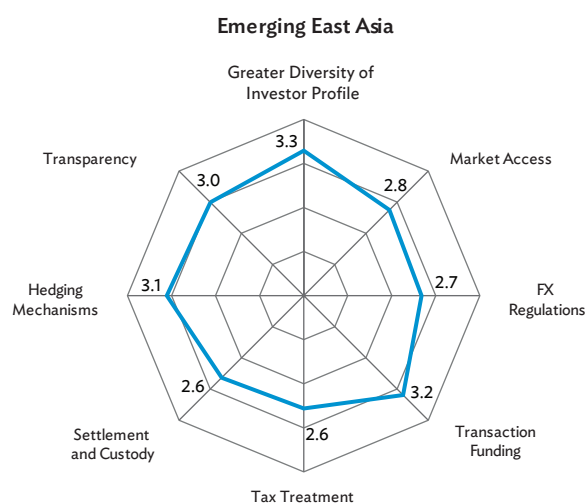 Emerging East Asia
Greater Diversity of
Investor Profile
3.3
Transparency
3.0
2.8
Market Access
Hedging
Mechanisms
3.1
2.7
FX
Regulations
2.6
3.2
Settlement
and Custody
2.6
Transaction
Funding
Tax Treatment